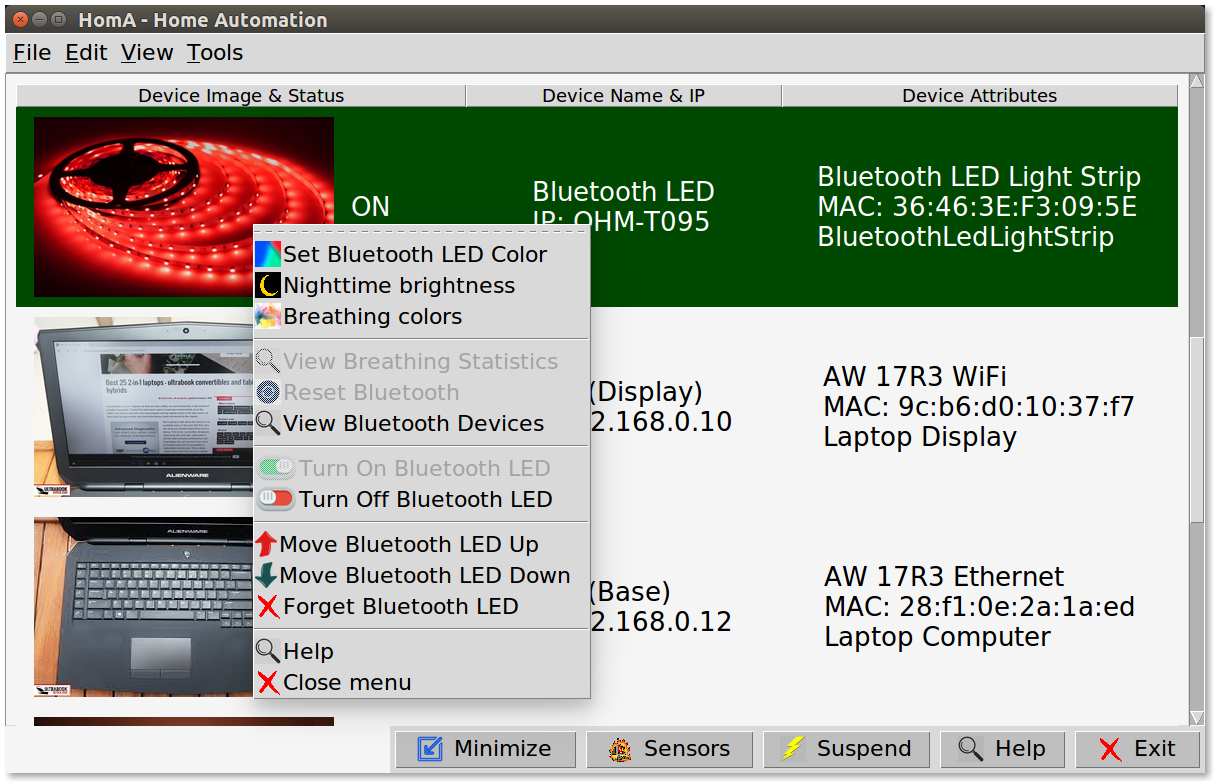 HomA - Home Automation
File Edit View Tools
Device Image & Status Device Name & IP Device Attributes
ON
Bluetooth LED
IP: OHM-T095
Bluetooth LED Light Strip
MAC: 36:46:3E:F3:09:5E
BluetoothLedLightStrip
Set Bluetooth LED Color
Nighttime brightness
Breathing colors
View Breathing Statistics
Reset Bluetooth
View Bluetooth Devices
Turn On Bluetooth LED
Turn Off Bluetooth LED
Move Bluetooth LED Up
Move Bluetooth LED Down
Forget Bluetooth LED
Help
Close menu
Best 25 2-in-1 laptops - ultrabook convertibles and
hybrids
ALIENWARE
ULTRABOOK
(Display)
2.168.0.10
AW 17R3 WiFi
MAC: 9c:b6:d0:10:37:f7
Laptop Display
ALIENWARE
ULTRABOOK
(Base)
2.168.0.12
AW 17R3 Ethernet
MAC: 28:f1:0e:2a:1a:ed
Laptop Computer
Minimize Sensors Suspend Help Exit